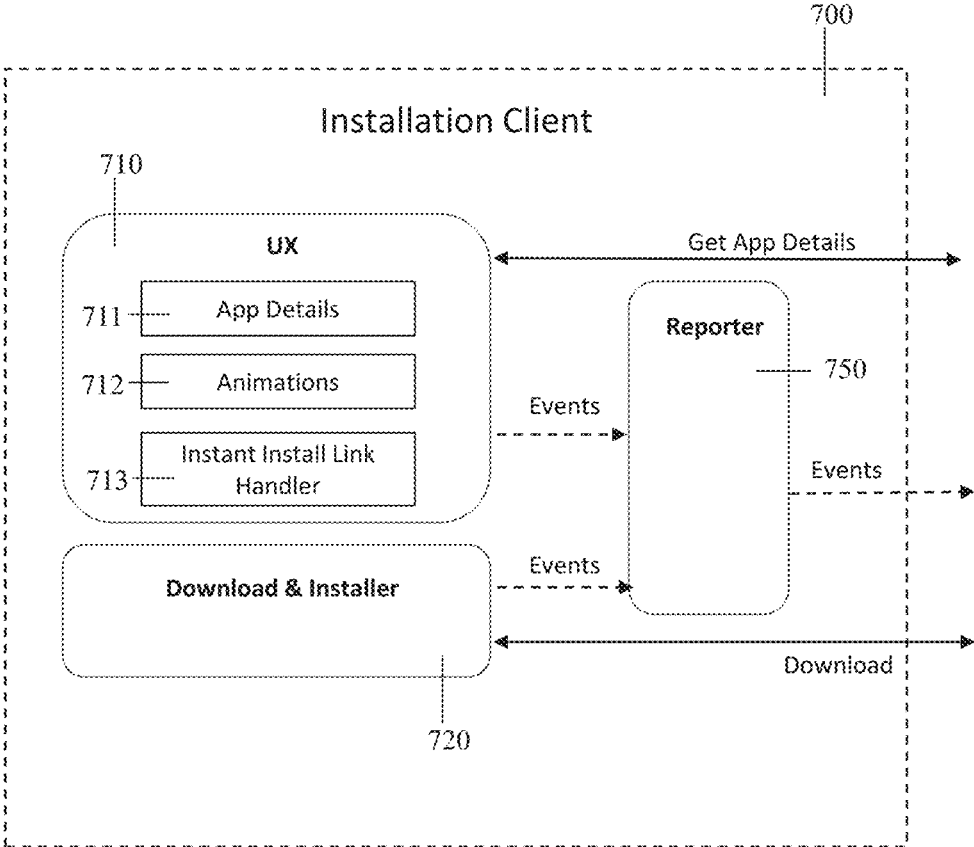 700
Installation Client
710
UX
Get App Details
711
App Details
Reporter
712
Animations
750
Events
713
Instant Install Link
Handler
Events
Events
Download & Installer
Download
720